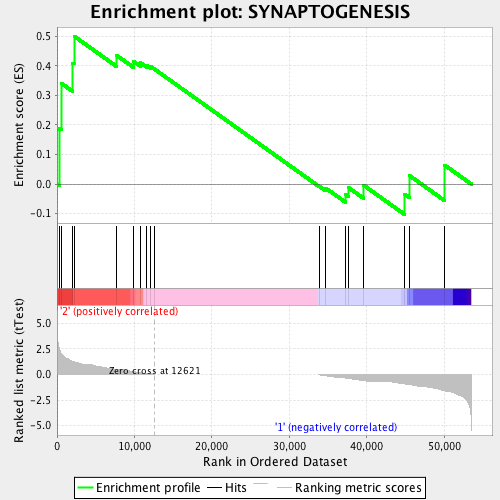 Enrichment plot: SYNAPTOGENESIS
Enrichment score (ES)
0.5
0.4
0.3
0.2
0.1
0.0
-0.1
'2' (positively correlated)
Ranked list metric (tTest)
5.0
2.5
0.0
-2.5
-5.0
Zero cross at 12621
'1' (negatively correlated)
0 10,000 20,000 30,000 40,000 50,000
Rank in Ordered Dataset
Enrichment profile Hits Ranking metric scores